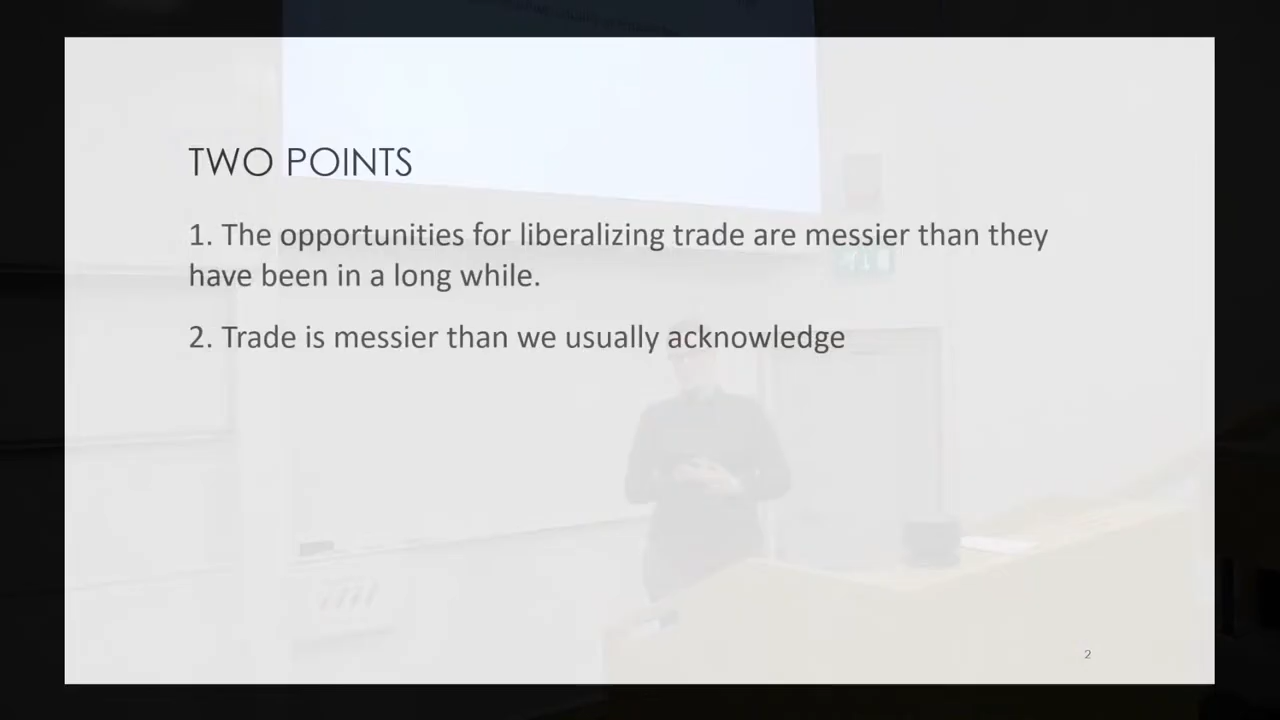 TWO POINTS
1. The opportunities for liberalizing trade are messier than they
have been in a long while.
2. Trade is messier than we usually acknowledge
2